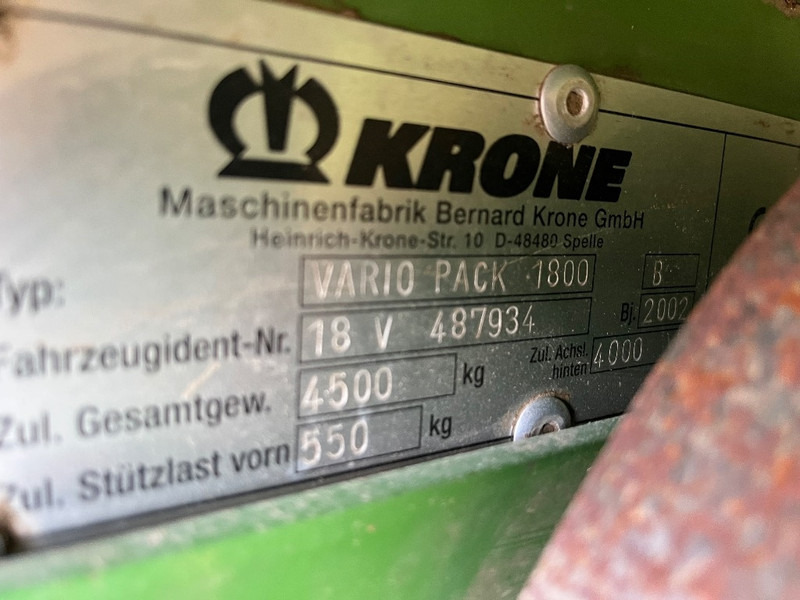 KRONE
Maschinenfabrik Bernard Krone GmbH
Heinrich-Krone-Str. 10 D-48480 Spelle
Typ: VARIO PACK 1800 B
Fahrzeugident-Nr. 18 V 487934 Bj. 2002
Zul. Gesamtgew. 4500 kg Zul. Achsl. hinten 4000
Zul. Stützlast vorn 550 kg